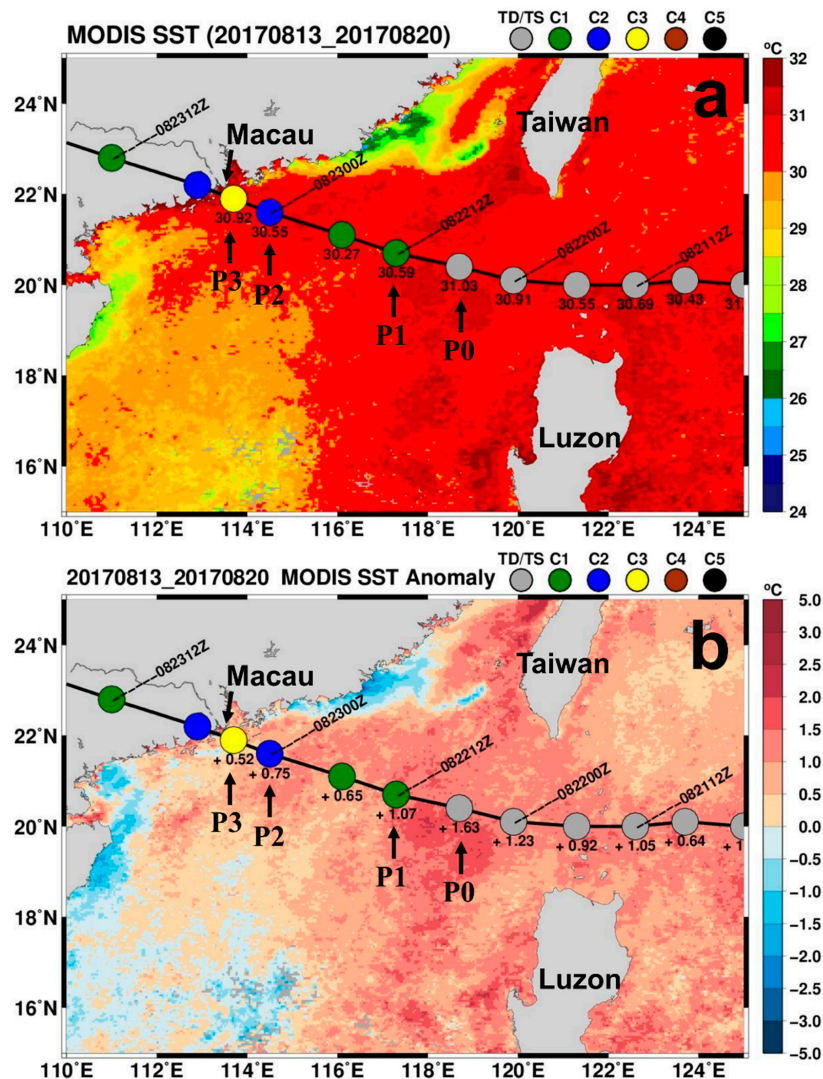 TD/TS C1 C2 C3 C4 C5
MODIS SST (20170813_20170820)
ºC
a
24˚N
22˚N
20˚N
18˚N
16˚N
110˚E 112˚E 114˚E 116˚E 118˚E 120˚E 122˚E 124˚E
32
31
30
29
28
27
26
25
24
082312Z
Macau
Taiwan
082300Z
082212Z
082200Z
082112Z
30.92
30.55
30.27
30.59
31.03
30.91
30.55
30.69
30.43
31.
P3
P2
P1
P0
Luzon
TD/TS C1 C2 C3 C4 C5
20170813_20170820 MODIS SST Anomaly
ºC
b
24˚N
22˚N
20˚N
18˚N
16˚N
110˚E 112˚E 114˚E 116˚E 118˚E 120˚E 122˚E 124˚E
5.0
4.0
3.0
2.5
2.0
1.5
1.0
0.5
0.0
−0.5
−1.0
−1.5
−2.0
−2.5
−3.0
−4.0
−5.0
082312Z
Macau
Taiwan
082300Z
082212Z
082200Z
082112Z
+ 0.52
+ 0.75
+ 0.65
+ 1.07
+ 1.63
+ 1.23
+ 0.92
+ 1.05
+ 0.64
+ 1
P3
P2
P1
P0
Luzon